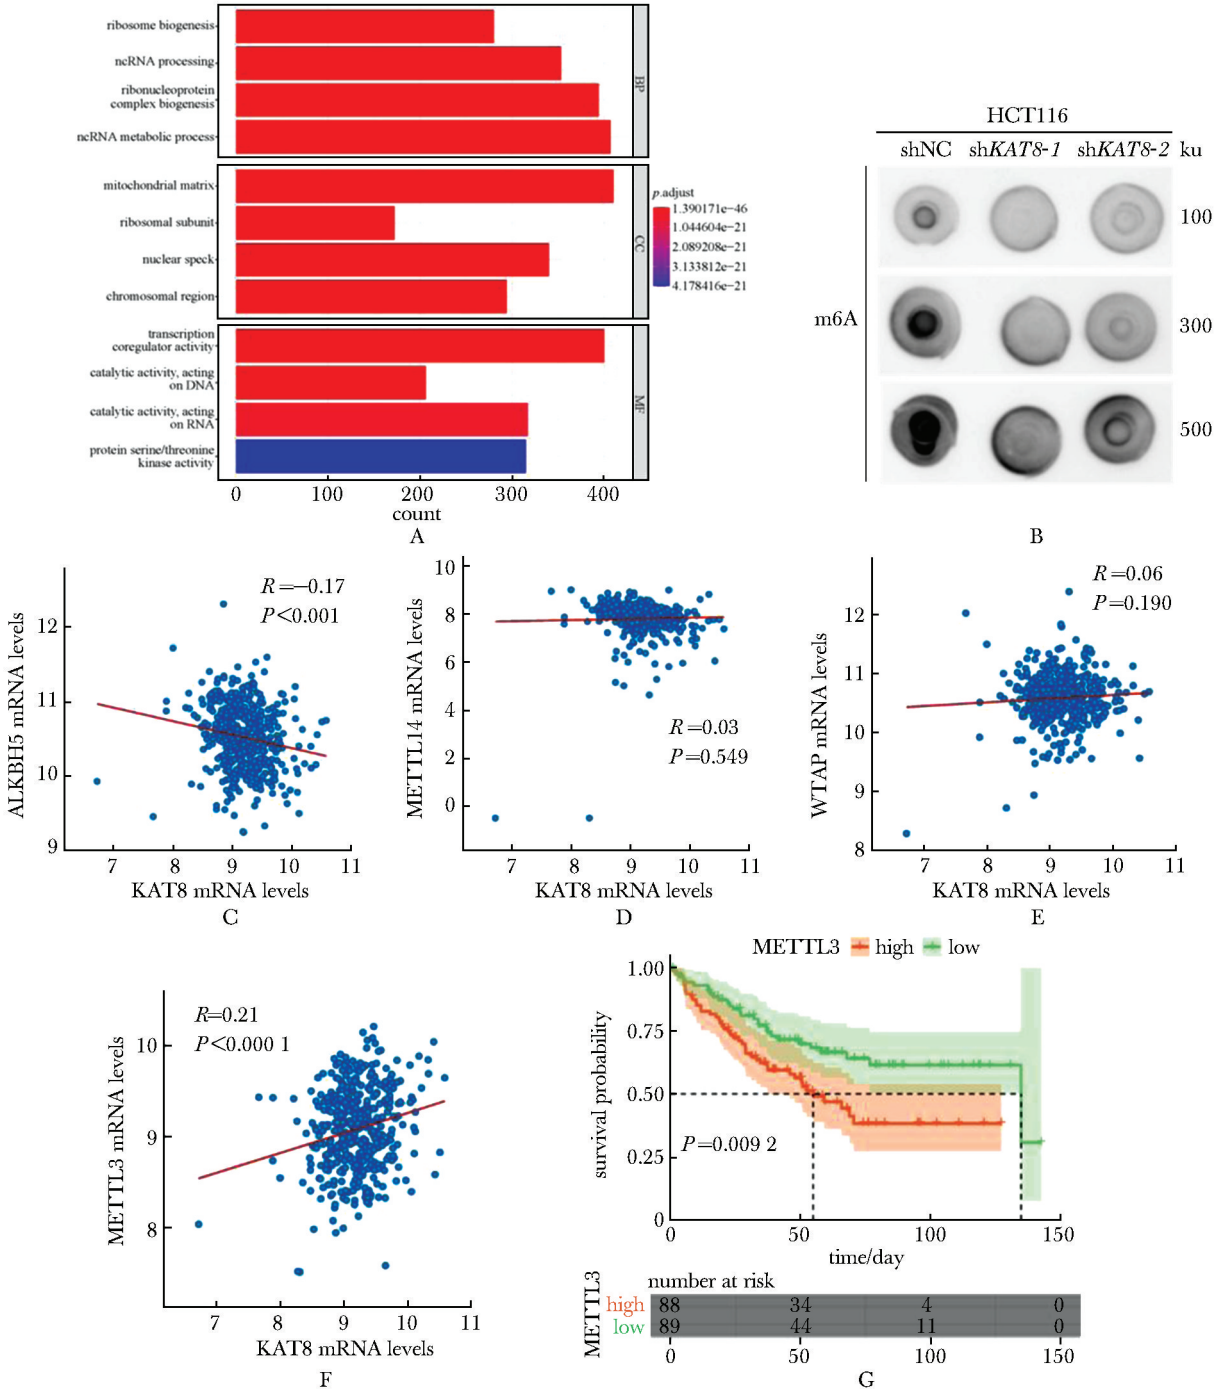 ribosome biogenesis
ncRNA processing
ribonucleoprotein
complex biogenesis
ncRNA metabolic process
BP
mitochondrial matrix
ribosomal subunit
nuclear speck
chromosomal region
CC
transcription
coregulator activity
catalytic activity, acting
on DNA
catalytic activity, acting
on RNA
protein serine/threonine
kinase activity
MF
0 100 200 300 400
count
A
p.adjust
1.390171e−46
1.044604e−21
2.089208e−21
3.133812e−21
4.178416e−21
HCT116
shNC shKAT8-1 shKAT8-2 ku
100
m6A 300
500
B
ALKBH5 mRNA levels
R=−0.17
P<0.001
12
11
10
9
7 8 9 10 11
KAT8 mRNA levels
C
METTL14 mRNA levels
10
8
6
4
2
0
R=0.03
P=0.549
7 8 9 10 11
KAT8 mRNA levels
D
WTAP mRNA levels
R=0.06
P=0.190
12
11
10
9
8
7 8 9 10 11
KAT8 mRNA levels
E
METTL3 mRNA levels
R=0.21
P<0.000 1
10
9
8
7 8 9 10 11
KAT8 mRNA levels
F
METTL3 high low
survival probability
1.00
0.75
0.50
0.25
0
P=0.009 2
0 50 100 150
time/day
number at risk
METTL3
high 88 34 4 0
low 89 44 11 0
0 50 100 150
G